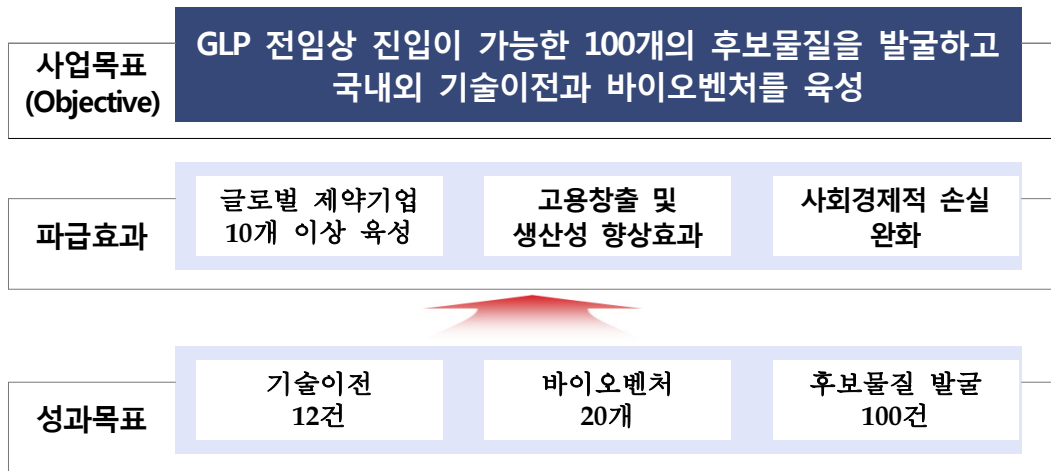 사업목표
(Objective)
GLP 전임상 진입이 가능한 100개의 후보물질을 발굴하고
국내외 기술이전과 바이오벤처를 육성
파급효과
글로벌 제약기업
10개 이상 육성
고용창출 및
생산성 향상효과
사회경제적 손실
완화
성과목표
기술이전
12건
바이오벤처
20개
후보물질 발굴
100건